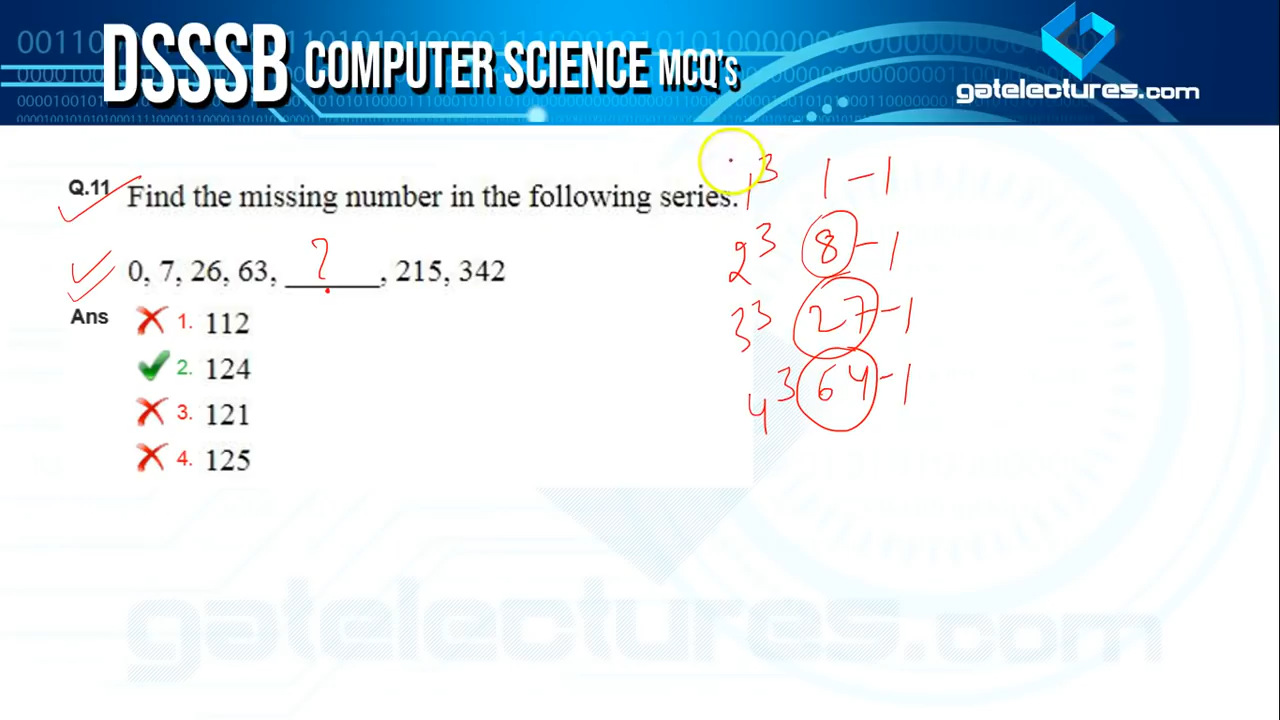 DSSSB COMPUTER SCIENCE MCQ's
gatelectures.com
Q.11 Find the missing number in the following series.
0, 7, 26, 63, ______, 215, 342
?
Ans
1. 112
2. 124
3. 121
4. 125
1³ 1-1
2³ 8-1
3³ 27-1
4³ 64-1
gatelectures.com